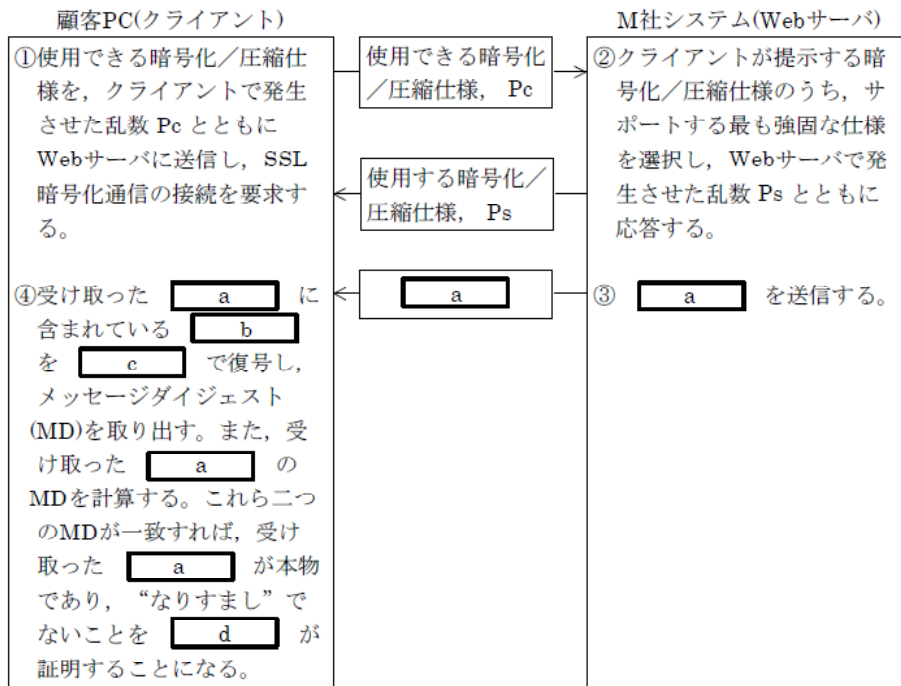 顧客PC(クライアント)
M社システム(Webサーバ)
①使用できる暗号化／圧縮仕
様を，クライアントで発生
させた乱数 Pc とともに
Webサーバに送信し，SSL
暗号化通信の接続を要求す
る。
使用できる暗号化
／圧縮仕様， Pc
②クライアントが提示する暗
号化／圧縮仕様のうち，サ
ポートする最も強固な仕様
を選択し，Webサーバで発
生させた乱数 Ps とともに
応答する。
使用する暗号化／
圧縮仕様， Ps
④受け取った a に
含まれている b
を c で復号し，
メッセージダイジェスト
(MD)を取り出す。また，受
け取った a の
MDを計算する。これら二つ
のMDが一致すれば，受け
取った a が本物
であり，“なりすまし”で
ないことを d が
証明することになる。
a
③ a を送信する。